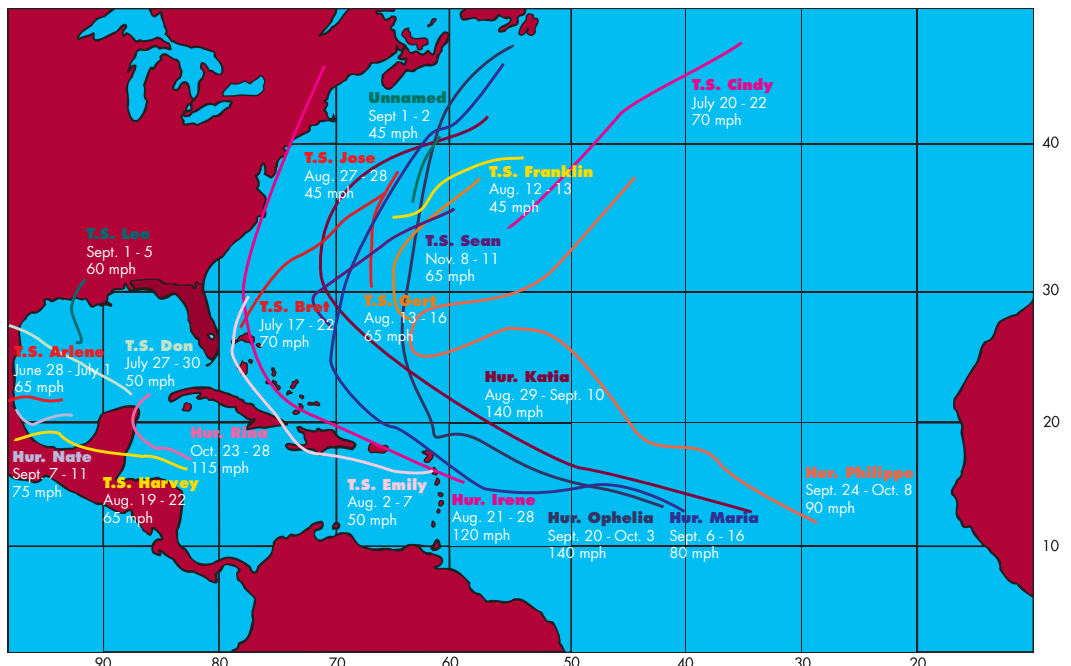 T.S. Cindy
July 20 - 22
70 mph
Unnamed
Sept 1 - 2
45 mph
40
T.S. Jose
Aug. 27 - 28
45 mph
T.S. Franklin
Aug. 12 - 13
45 mph
T.S. Lee
Sept. 1 - 5
60 mph
T.S. Sean
Nov. 8 - 11
65 mph
30
T.S. Bret
July 17 - 22
70 mph
T.S. Gert
Aug. 13 - 16
65 mph
T.S. Arlene
June 28 - July 1
65 mph
T.S. Don
July 27 - 30
50 mph
Hur. Katia
Aug. 29 - Sept. 10
140 mph
20
Hur. Rina
Oct. 23 - 28
115 mph
Hur. Nate
Sept. 7 - 11
75 mph
T.S. Harvey
Aug. 19 - 22
65 mph
T.S. Emily
Aug. 2 - 7
50 mph
Hur. Irene
Aug. 21 - 28
120 mph
Hur. Ophelia
Sept. 20 - Oct. 3
140 mph
Hur. Maria
Sept. 6 - 16
80 mph
Hur. Philippe
Sept. 24 - Oct. 8
90 mph
10
90 80 70 60 50 40 30 20